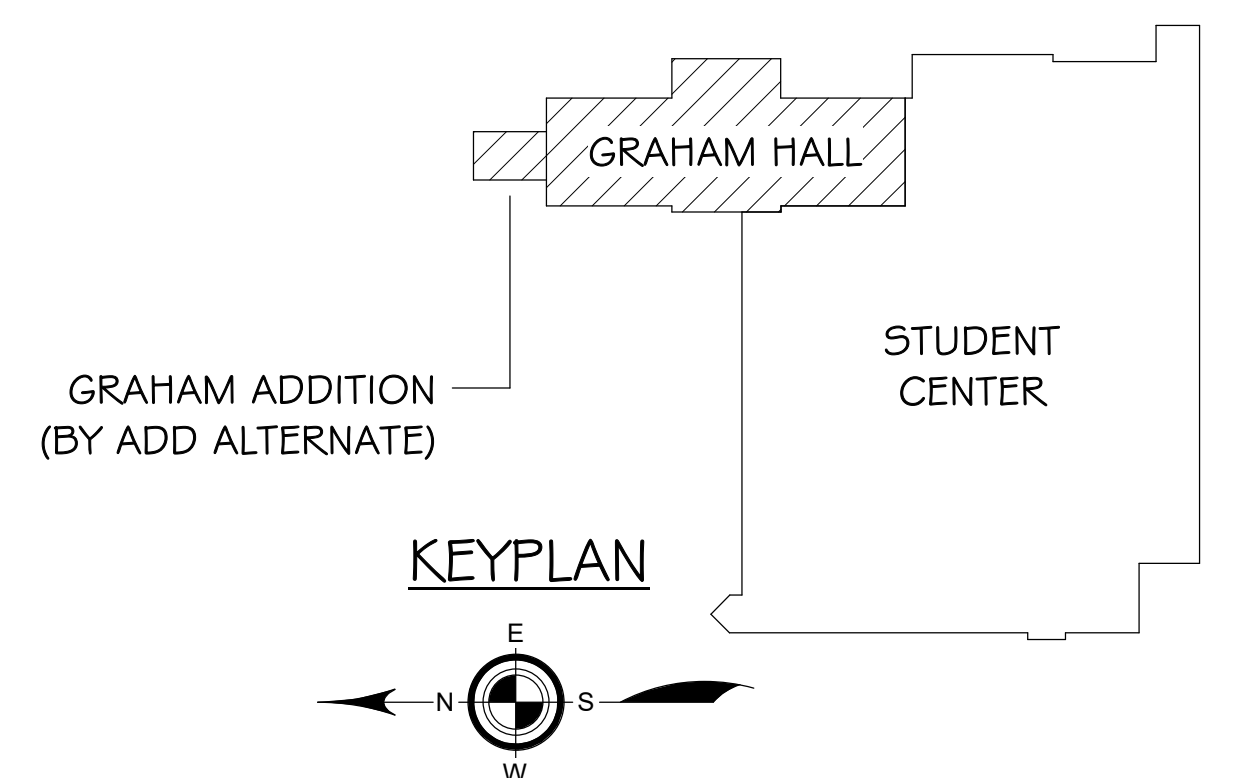 GRAHAM HALL
STUDENT
CENTER
GRAHAM ADDITION
(BY ADD ALTERNATE)
KEYPLAN
E
N
S
W